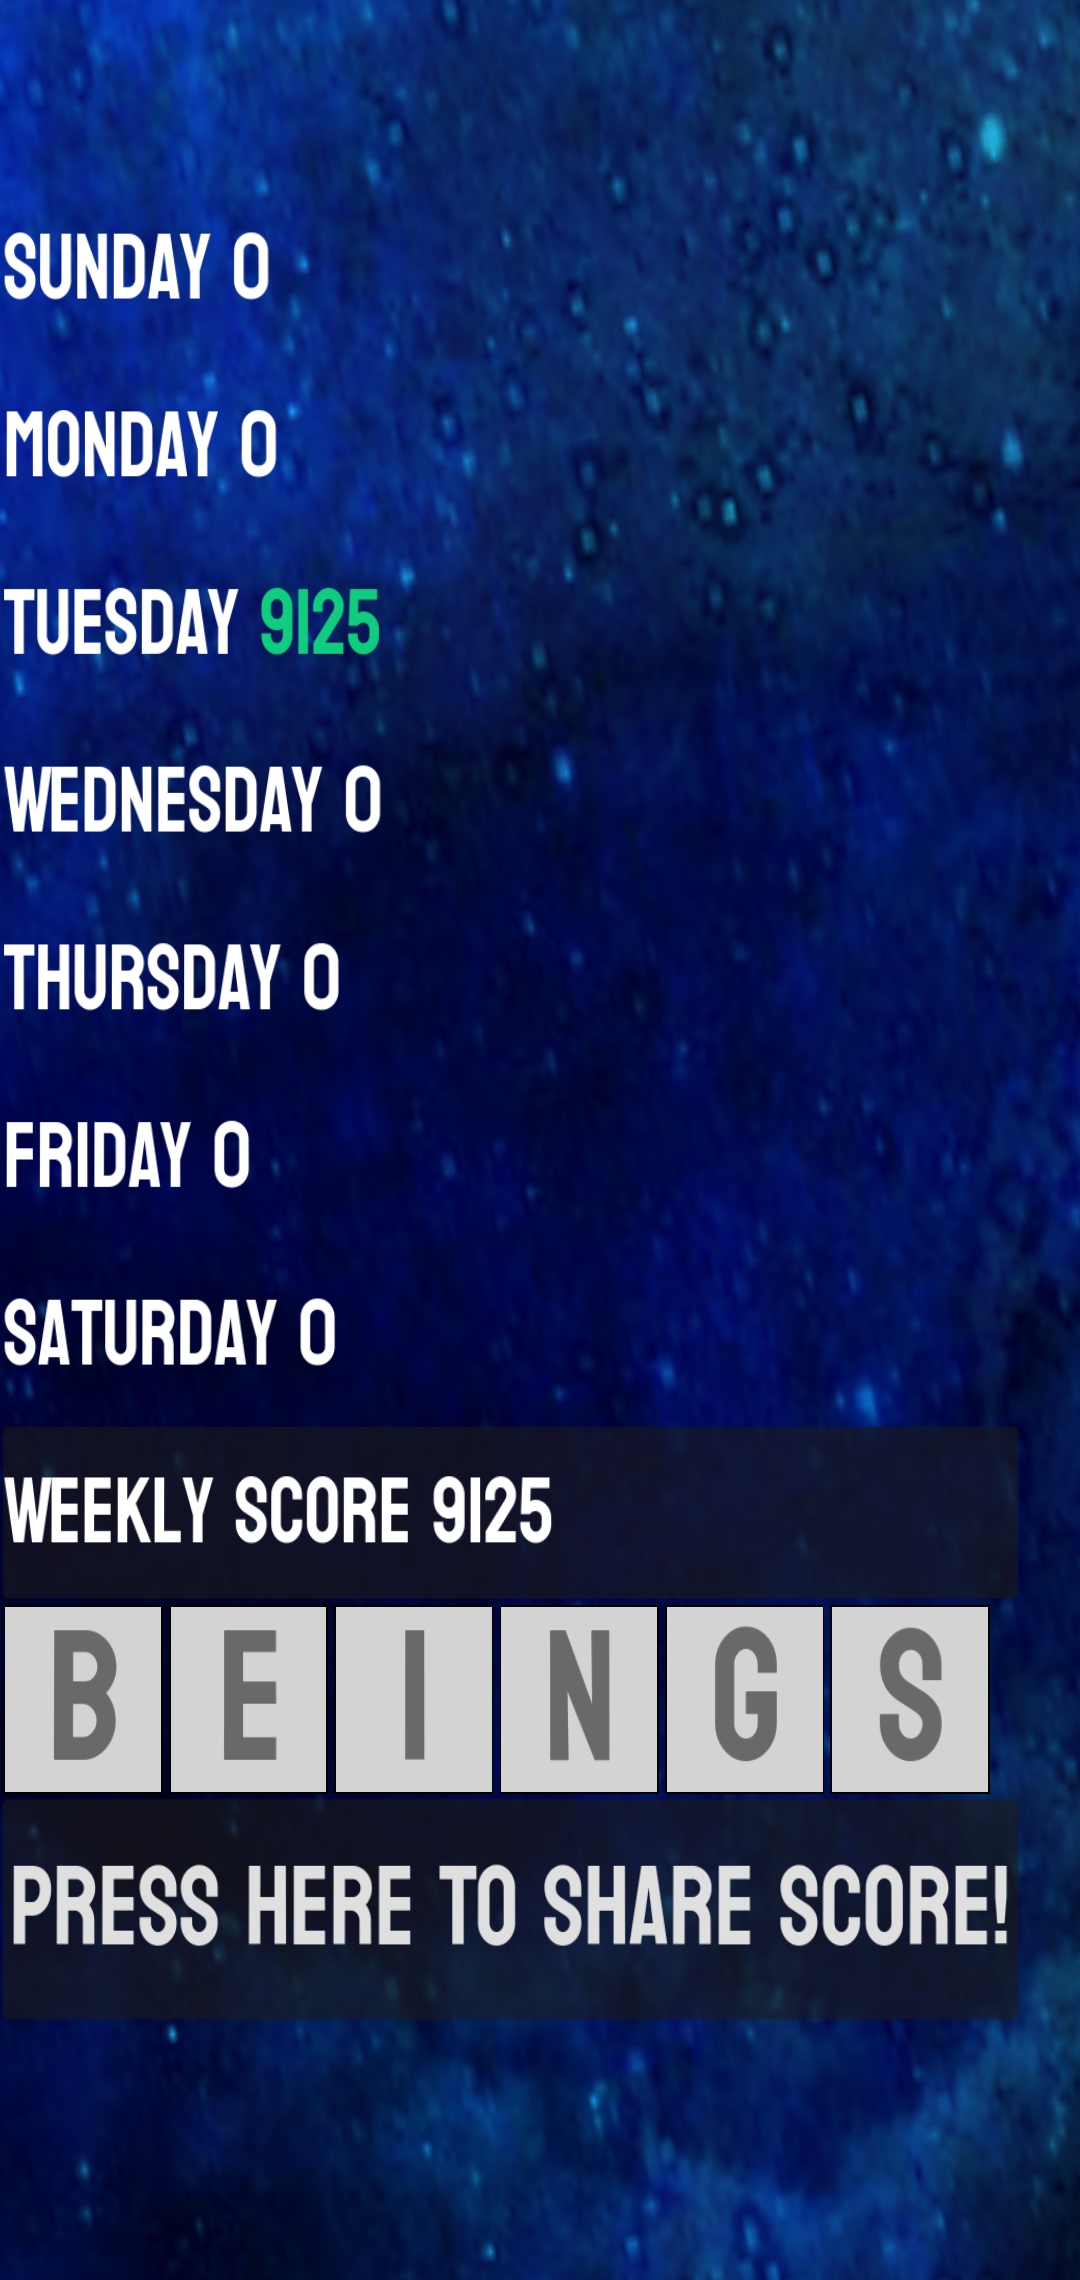 SUNDAY 0
MONDAY 0
TUESDAY 9125
WEDNESDAY 0
THURSDAY 0
FRIDAY 0
SATURDAY 0
WEEKLY SCORE 9125
B E I N G S
PRESS HERE TO SHARE SCORE!